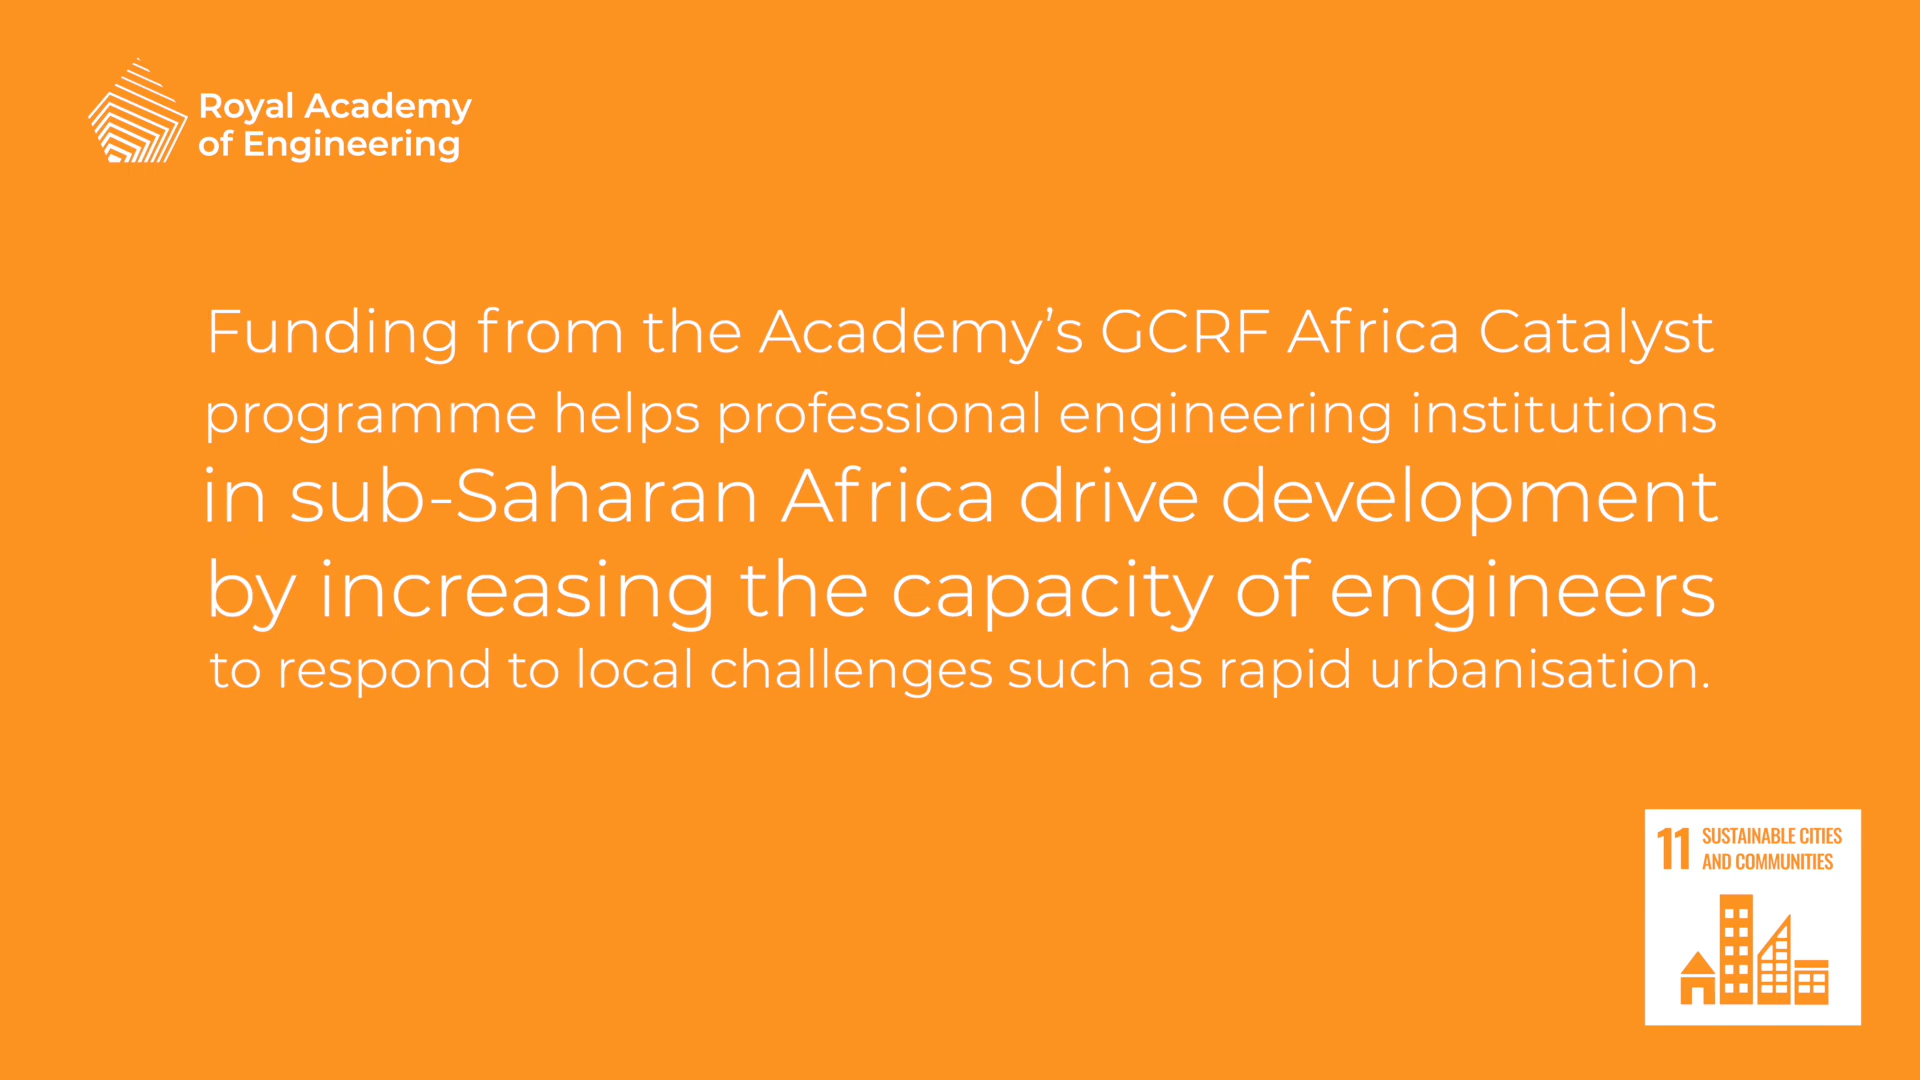 Royal Academy
of Engineering
Funding from the Academy’s GCRF Africa Catalyst
programme helps professional engineering institutions
in sub-Saharan Africa drive development
by increasing the capacity of engineers
to respond to local challenges such as rapid urbanisation.
11 SUSTAINABLE CITIES
AND COMMUNITIES